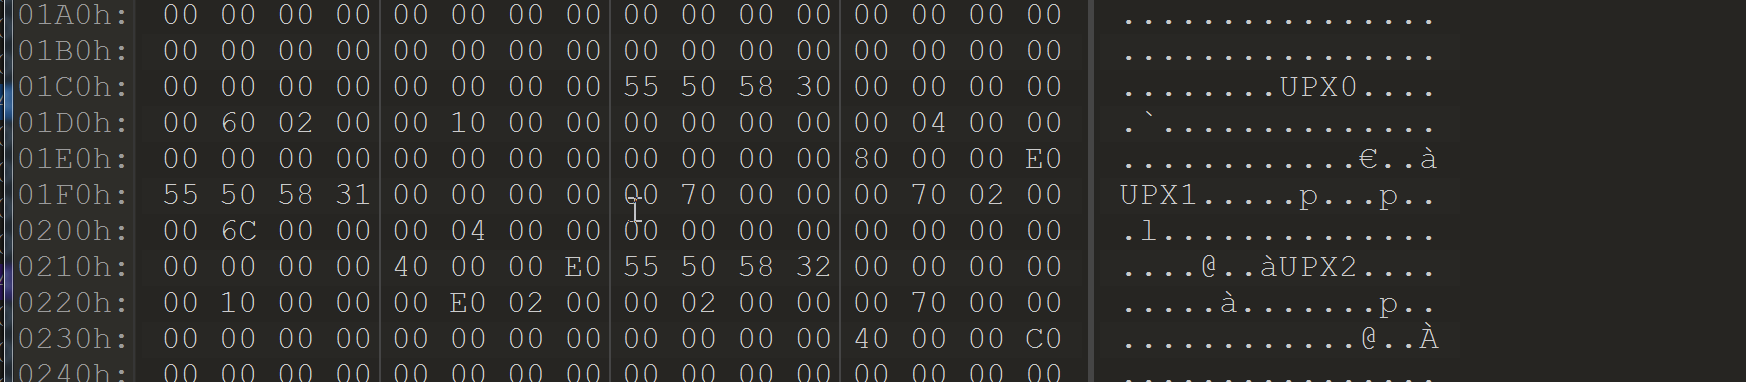 01A0h: 00 00 00 00 00 00 00 00 00 00 00 00 00 00 00 00 ................
01B0h: 00 00 00 00 00 00 00 00 00 00 00 00 00 00 00 00 ................
01C0h: 00 00 00 00 00 00 00 00 55 50 58 30 00 00 00 00 ........UPX0....
01D0h: 00 60 02 00 00 10 00 00 00 00 00 00 00 04 00 00 .`..............
01E0h: 00 00 00 00 00 00 00 00 00 00 00 00 80 00 00 E0 ............€..à
01F0h: 55 50 58 31 00 00 00 00 00 70 00 00 00 70 02 00 UPX1.....p...p..
0200h: 00 6C 00 00 00 04 00 00 00 00 00 00 00 00 00 00 .l..............
0210h: 00 00 00 00 40 00 00 E0 55 50 58 32 00 00 00 00 ....@..àUPX2....
0220h: 00 10 00 00 00 E0 02 00 00 02 00 00 00 70 00 00 .....à.......p..
0230h: 00 00 00 00 00 00 00 00 00 00 00 00 40 00 00 C0 ............@..À
0240h: 00 00 00 00 00 00 00 00 00 00 00 00 00 00 00 00 ................